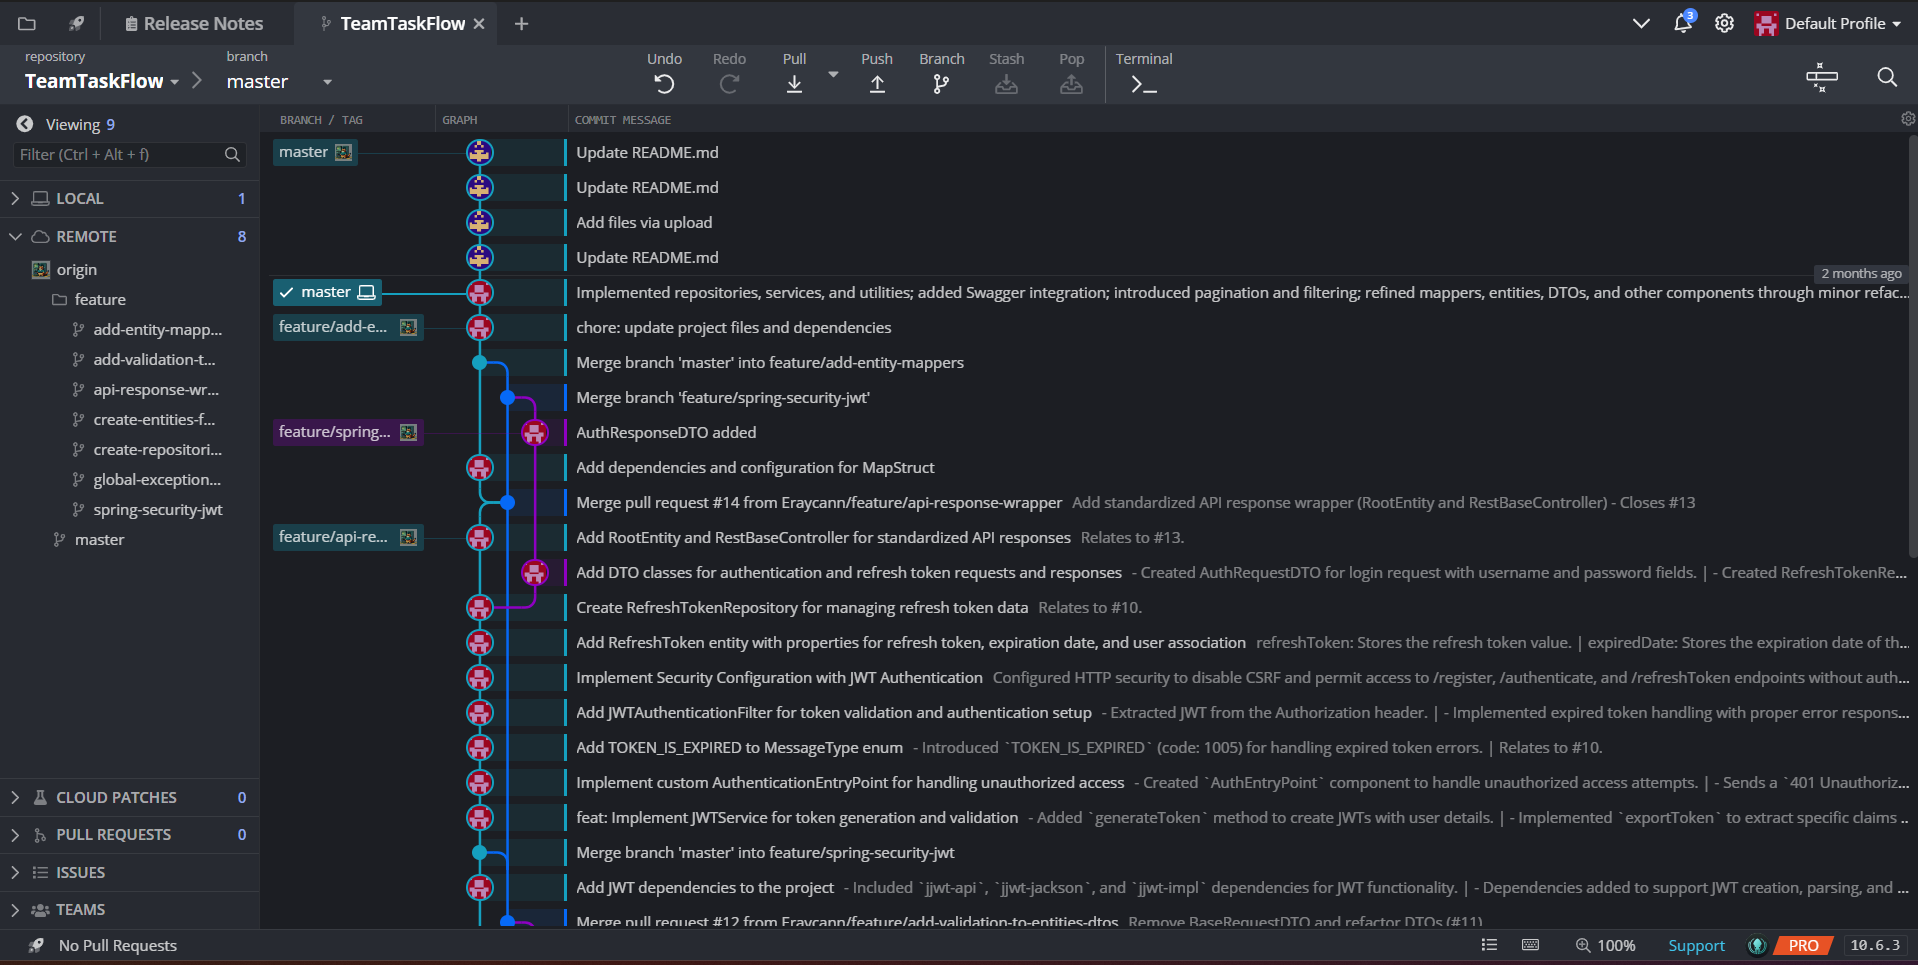 Release Notes
TeamTaskFlow
3
Default Profile
repository
TeamTaskFlow
branch
master
Undo
Redo
Pull
Push
Branch
Stash
Pop
Terminal
Viewing 9
Filter (Ctrl + Alt + f)
LOCAL 1
REMOTE 8
origin
feature
add-entity-mapp...
add-validation-t...
api-response-wr...
create-entities-f...
create-repositori...
global-exception...
spring-security-jwt
master
CLOUD PATCHES 0
PULL REQUESTS 0
ISSUES
TEAMS
BRANCH / TAG GRAPH COMMIT MESSAGE
master Update README.md
Update README.md
Add files via upload
Update README.md
2 months ago
master Implemented repositories, services, and utilities; added Swagger integration; introduced pagination and filtering; refined mappers, entities, DTOs, and other components through minor refac...
feature/add-e... chore: update project files and dependencies
Merge branch 'master' into feature/add-entity-mappers
Merge branch 'feature/spring-security-jwt'
feature/spring... AuthResponseDTO added
Add dependencies and configuration for MapStruct
Merge pull request #14 from Eraycann/feature/api-response-wrapper Add standardized API response wrapper (RootEntity and RestBaseController) - Closes #13
feature/api-re... Add RootEntity and RestBaseController for standardized API responses Relates to #13.
Add DTO classes for authentication and refresh token requests and responses - Created AuthRequestDTO for login request with username and password fields. | - Created RefreshTokenRe...
Create RefreshTokenRepository for managing refresh token data Relates to #10.
Add RefreshToken entity with properties for refresh token, expiration date, and user association refreshToken: Stores the refresh token value. | expiredDate: Stores the expiration date of th...
Implement Security Configuration with JWT Authentication Configured HTTP security to disable CSRF and permit access to /register, /authenticate, and /refreshToken endpoints without auth...
Add JWTAuthenticationFilter for token validation and authentication setup - Extracted JWT from the Authorization header. | - Implemented expired token handling with proper error respons...
Add TOKEN_IS_EXPIRED to MessageType enum - Introduced `TOKEN_IS_EXPIRED` (code: 1005) for handling expired token errors. | Relates to #10.
Implement custom AuthenticationEntryPoint for handling unauthorized access - Created `AuthEntryPoint` component to handle unauthorized access attempts. | - Sends a `401 Unauthoriz...
feat: Implement JWTService for token generation and validation - Added `generateToken` method to create JWTs with user details. | - Implemented `exportToken` to extract specific claims ..
Merge branch 'master' into feature/spring-security-jwt
Add JWT dependencies to the project - Included `jjwt-api`, `jjwt-jackson`, and `jjwt-impl` dependencies for JWT functionality. | - Dependencies added to support JWT creation, parsing, and ...
Merge pull request #12 from Eraycann/feature/add-validation-to-entities-dtos Remove BaseRequestDTO and refactor DTOs (#11)
No Pull Requests
100%
Support
PRO
10.6.3